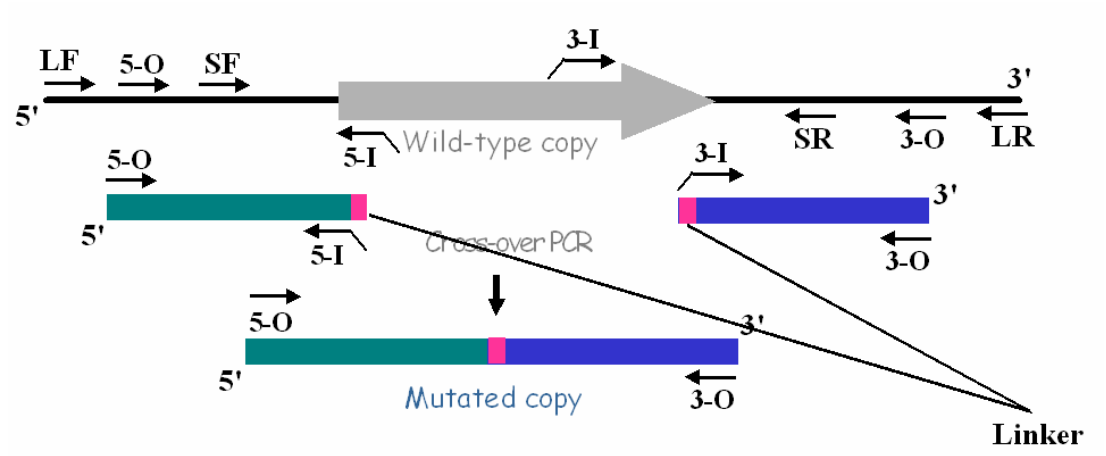 LF
5-O
SF
3-I
3'
5'
5-I
Wild-type copy
SR
3-O
LR
5-O
3-I
3'
5'
5-I
Cross-over PCR
3-O
5-O
3'
5'
Mutated copy
3-O
Linker